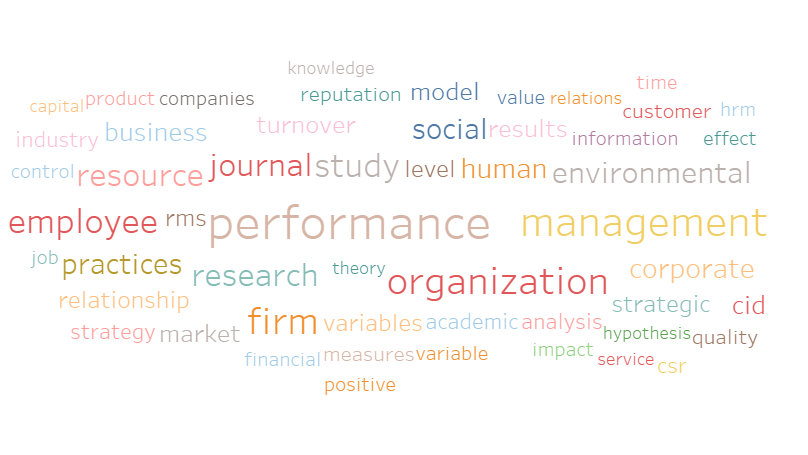 knowledge
capital product companies reputation model value relations time customer hrm
industry business turnover social results information effect
control resource journal study level human environmental
employee rms performance management
job practices research theory organization corporate
relationship firm variables academic analysis strategic cid
strategy market hypothesis quality
financial measures variable impact service csr
positive